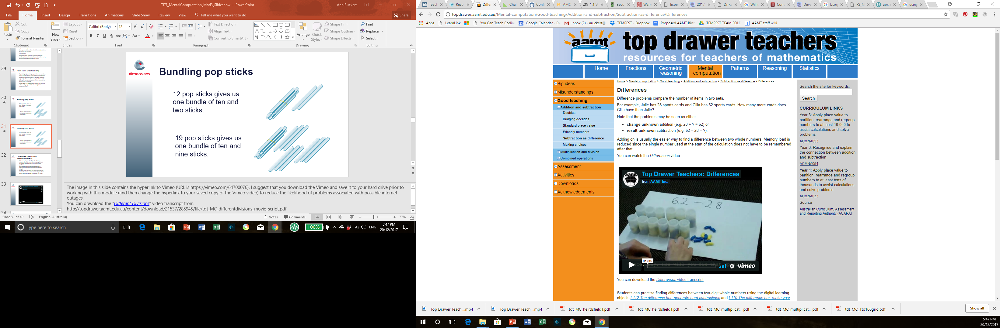 TDT_MentalComputation_Mod3_Slideshow - PowerPoint
Ann Ruckert
File Home Insert Design Transitions Animations Slide Show Review View Tell me what you want to do Share
Paste
Cut
Copy
Format Painter
Clipboard
New Slide
Layout
Reset
Section
Slides
Calibri (Body) 12
Font
Text Direction
Align Text
Convert to SmartArt
Paragraph
Arrange
Quick Styles
Shape Fill
Shape Outline
Shape Effects
Drawing
Find
Replace
Select
Editing
29
Place value understanding
30
Bundling pop sticks
31
Bundling pop sticks
32
Division as sharing and
measuring objects
33
34
dimensions
Bundling pop sticks
12 pop sticks gives us
one bundle of ten and
two sticks.
19 pop sticks gives us
one bundle of ten and
nine sticks.
The image in this slide contains the hyperlink to Vimeo (URL is https://vimeo.com/64700076). I suggest that you download the Vimeo and save it to your hard drive prior to
working with this module (and then change the hyperlink to your saved copy of the Vimeo video) to reduce the likelihood of problems associated with possible internet
outages.
You can download the "Different Divisions" video transcript from
http://topdrawer.aamt.edu.au/content/download/21537/285945/file/tdt_MC_differentdivisions_movie_script.pdf
Slide 31 of 49 English (Australia) Notes Comments 77%
Type here to search
100%
ENG
5:47 PM
20/12/2017
Teach Reso Diffe Chall Conf AMC 1.1 V Beco Warm Expe 2017 Dr Ka Willi Conv Deve Using FS_M apx using
topdrawer.aamt.edu.au/Mental-computation/Good-teaching/Addition-and-subtraction/Subtraction-as-difference/Differences
Apps LearnLink You Can Teach Codin Google Calendar - Ev Inbox (2) - aruckert@ TEMPEST - Dropbox Proposed AAMT Birt TEMPEST TEAM FOLD AAMT staff wiki
aamt
top drawer teachers
resources for teachers of mathematics
Home Fractions Geometric reasoning Mental computation Patterns Reasoning Statistics
Big ideas
Misunderstandings
Good teaching
Addition and subtraction
Doubles
Bridging decades
Standard place value
Friendly numbers
Subtraction as difference
Making choices
Multiplication and division
Combined operations
Assessment
Activities
Downloads
Acknowledgements
Home > Mental computation > Good teaching > Addition and subtraction > Subtraction as difference > Differences
Differences
Difference problems compare the number of items in two sets.
For example, Julie has 28 sports cards and Cilla has 62 sports cards. How many more cards does
Cilla have than Julie?
Note that the problems may be seen as either:
• change unknown addition (e.g. 28 + ? = 62) or
• result unknown subtraction (e.g. 62 – 28 = ?).
Adding on is usually the easier way to find a difference between two whole numbers. Memory load is
reduced since the single number used at the start of the calculation does not have to be remembered
after that.
You can watch the Differences video.
aamt
Top Drawer Teachers: Differences
from AAMT Inc.
62 – 28
01:35
vimeo
You can download the Differences video transcript.
Students can practise finding differences between two-digit whole numbers using the digital learning
objects L112 The difference bar: generate hard subtractions and L110 The difference bar: make your
Search the site for keywords:
Search
CURRICULUM LINKS
Year 3: Apply place value to
partition, rearrange and regroup
numbers to at least 10 000 to
assist calculations and solve
problems
ACMNA053
Year 3: Recognise and explain
the connection between addition
and subtraction
ACMNA054
Year 4: Apply place value to
partition, rearrange and regroup
numbers to at least tens of
thousands to assist calculations
and solve problems
ACMNA073
Source
Australian Curriculum, Assessment
and Reporting Authority (ACARA)
Top Drawer Teach....mp4
Top Drawer Teach....mp4
tdt_MC_heirdsfield1.pdf
tdt_MC_heirdsfield1.pdf
tdt_MC_multiplicat....pdf
tdt_MC_multiplicat....pdf
tdt_MC_1to100grid.pdf
Show all
5:47 PM
20/12/2017